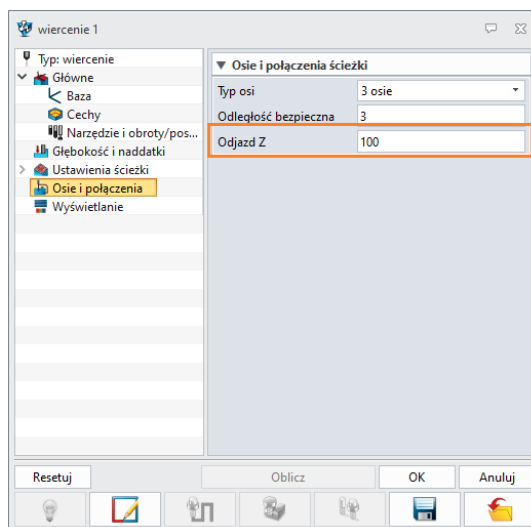 wiercenie 1
Typ: wiercenie
Główne
Baza
Cechy
Narzędzie i obroty/pos...
Głębokość i naddatki
Ustawienia ścieżki
Osie i połączenia
Wyświetlanie
Osie i połączenia ścieżki
Typ osi 3 osie
Odległość bezpieczna 3
Odjazd Z 100
Resetuj Oblicz OK Anuluj